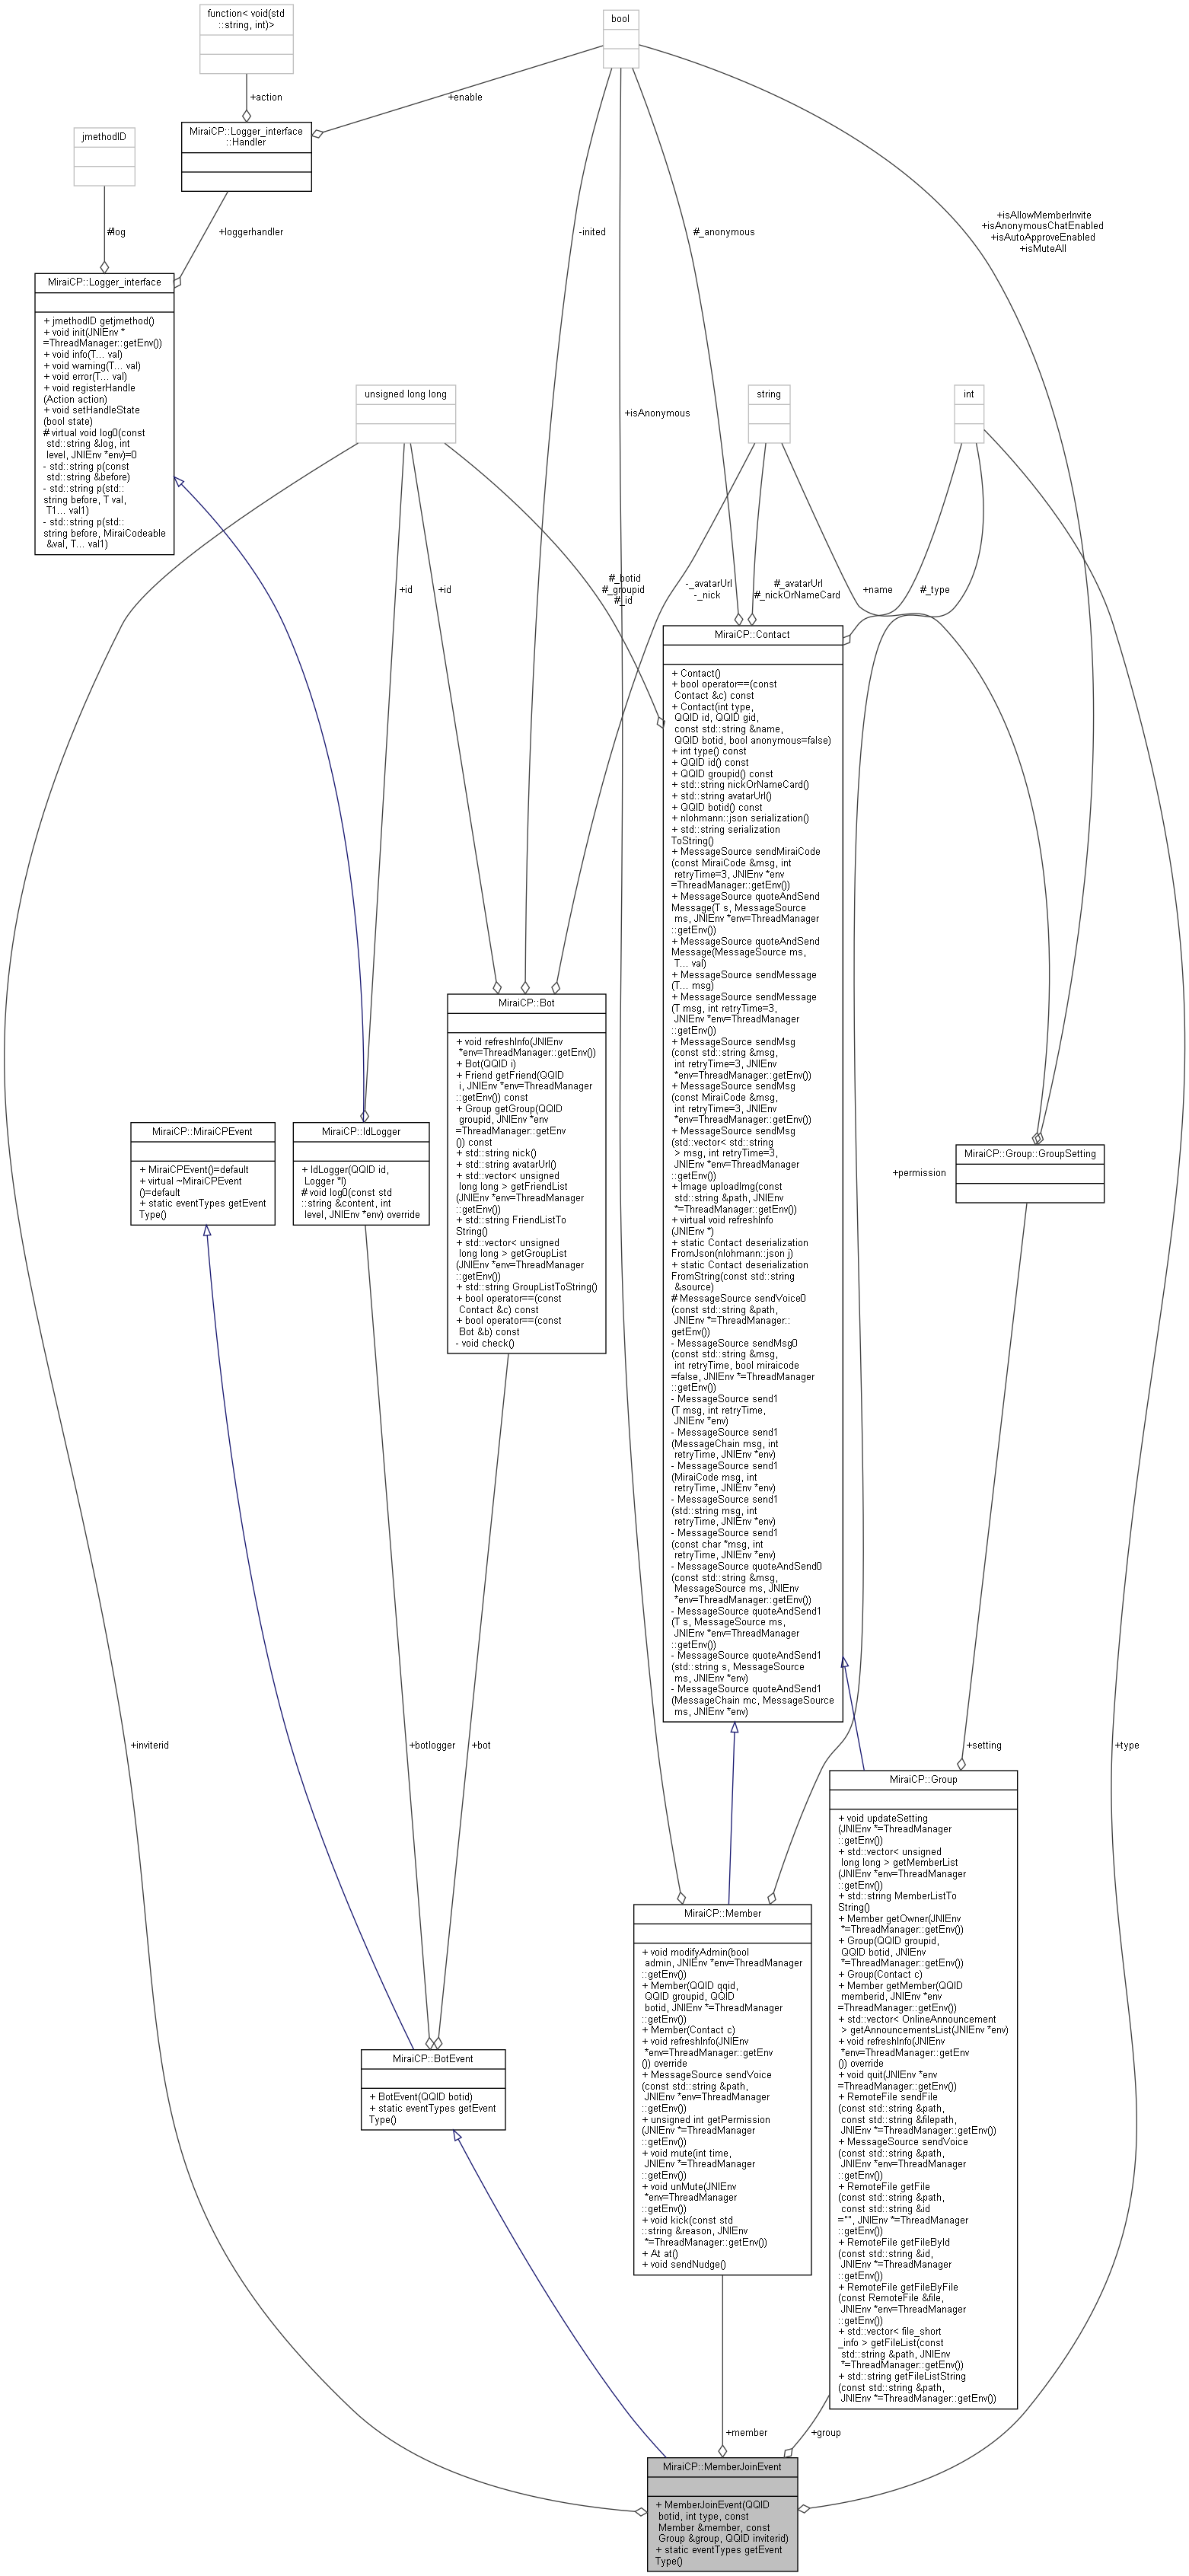 function< void(std
::string, int)>
bool
+action
+enable
jmethodID
MiraiCP::Logger_interface
::Handler
#log
+loggerhandler
-inited
#_anonymous
+isAllowMemberInvite
+isAnonymousChatEnabled
+isAutoApproveEnabled
+isMuteAll
MiraiCP::Logger_interface
+ jmethodID getjmethod()
+ void init(JNIEnv *
=ThreadManager::getEnv())
+ void info(T... val)
+ void warning(T... val)
+ void error(T... val)
+ void registerHandle
(Action action)
+ void setHandleState
(bool state)
# virtual void log0(const
std::string &log, int
level, JNIEnv *env)=0
- std::string p(const
std::string &before)
- std::string p(std::
string before, T val,
T1... val1)
- std::string p(std::
string before, MiraiCodeable
&val, T... val1)
unsigned long long
+isAnonymous
string
int
+id
+id
#_botid
#_groupid
#_id
-_avatarUrl
-_nick
#_avatarUrl
#_nickOrNameCard
+name
#_type
MiraiCP::Contact
+ Contact()
+ bool operator==(const
Contact &c) const
+ Contact(int type,
QQID id, QQID gid,
const std::string &name,
QQID botid, bool anonymous=false)
+ int type() const
+ QQID id() const
+ QQID groupid() const
+ std::string nickOrNameCard()
+ std::string avatarUrl()
+ QQID botid() const
+ nlohmann::json serialization()
+ std::string serialization
ToString()
+ MessageSource sendMiraiCode
(const MiraiCode &msg, int
retryTime=3, JNIEnv *env
=ThreadManager::getEnv())
+ MessageSource quoteAndSend
Message(T s, MessageSource
ms, JNIEnv *env=ThreadManager
::getEnv())
+ MessageSource quoteAndSend
Message(MessageSource ms,
T... val)
+ MessageSource sendMessage
(T... msg)
+ MessageSource sendMessage
(T msg, int retryTime=3,
JNIEnv *env=ThreadManager
::getEnv())
+ MessageSource sendMsg
(const std::string &msg,
int retryTime=3, JNIEnv
*env=ThreadManager::getEnv())
+ MessageSource sendMsg
(const MiraiCode &msg,
int retryTime=3, JNIEnv
*env=ThreadManager::getEnv())
+ MessageSource sendMsg
(std::vector< std::string
> msg, int retryTime=3,
JNIEnv *env=ThreadManager
::getEnv())
+ Image uploadImg(const
std::string &path, JNIEnv
*=ThreadManager::getEnv())
+ virtual void refreshInfo
(JNIEnv *)
+ static Contact deserialization
FromJson(nlohmann::json j)
+ static Contact deserialization
FromString(const std::string
&source)
# MessageSource sendVoice0
(const std::string &path,
JNIEnv *=ThreadManager::
getEnv())
- MessageSource sendMsg0
(const std::string &msg,
int retryTime, bool miraicode
=false, JNIEnv *=ThreadManager
::getEnv())
- MessageSource send1
(T msg, int retryTime,
JNIEnv *env)
- MessageSource send1
(MessageChain msg, int
retryTime, JNIEnv *env)
- MessageSource send1
(MiraiCode msg, int
retryTime, JNIEnv *env)
- MessageSource send1
(std::string msg, int
retryTime, JNIEnv *env)
- MessageSource send1
(const char *msg, int
retryTime, JNIEnv *env)
- MessageSource quoteAndSend0
(const std::string &msg,
MessageSource ms, JNIEnv
*env=ThreadManager::getEnv())
- MessageSource quoteAndSend1
(T s, MessageSource ms,
JNIEnv *env=ThreadManager
::getEnv())
- MessageSource quoteAndSend1
(std::string s, MessageSource
ms, JNIEnv *env)
- MessageSource quoteAndSend1
(MessageChain mc, MessageSource
ms, JNIEnv *env)
MiraiCP::Bot
+ void refreshInfo(JNIEnv
*env=ThreadManager::getEnv())
+ Bot(QQID i)
+ Friend getFriend(QQID
i, JNIEnv *env=ThreadManager
::getEnv()) const
+ Group getGroup(QQID
groupid, JNIEnv *env
=ThreadManager::getEnv
()) const
+ std::string nick()
+ std::string avatarUrl()
+ std::vector< unsigned
long long > getFriendList
(JNIEnv *env=ThreadManager
::getEnv())
+ std::string FriendListTo
String()
+ std::vector< unsigned
long long > getGroupList
(JNIEnv *env=ThreadManager
::getEnv())
+ std::string GroupListToString()
+ bool operator==(const
Contact &c) const
+ bool operator==(const
Bot &b) const
- void check()
MiraiCP::MiraiCPEvent
+ MiraiCPEvent()=default
+ virtual ~MiraiCPEvent
()=default
+ static eventTypes getEvent
Type()
MiraiCP::IdLogger
+ IdLogger(QQID id,
Logger *l)
# void log0(const std
::string &content, int
level, JNIEnv *env) override
MiraiCP::Group::GroupSetting
+permission
+inviterid
+botlogger
+bot
+setting
+type
MiraiCP::Group
+ void updateSetting
(JNIEnv *=ThreadManager
::getEnv())
+ std::vector< unsigned
long long > getMemberList
(JNIEnv *env=ThreadManager
::getEnv())
+ std::string MemberListTo
String()
+ Member getOwner(JNIEnv
*=ThreadManager::getEnv())
+ Group(QQID groupid,
QQID botid, JNIEnv
*=ThreadManager::getEnv())
+ Group(Contact c)
+ Member getMember(QQID
memberid, JNIEnv *env
=ThreadManager::getEnv())
+ std::vector< OnlineAnnouncement
> getAnnouncementsList(JNIEnv *env)
+ void refreshInfo(JNIEnv
*env=ThreadManager::getEnv
()) override
+ void quit(JNIEnv *env
=ThreadManager::getEnv())
+ RemoteFile sendFile
(const std::string &path,
const std::string &filepath,
JNIEnv *=ThreadManager::getEnv())
+ MessageSource sendVoice
(const std::string &path,
JNIEnv *env=ThreadManager
::getEnv())
+ RemoteFile getFile
(const std::string &path,
const std::string &id
="", JNIEnv *=ThreadManager
::getEnv())
+ RemoteFile getFileById
(const std::string &id,
JNIEnv *=ThreadManager
::getEnv())
+ RemoteFile getFileByFile
(const RemoteFile &file,
JNIEnv *env=ThreadManager
::getEnv())
+ std::vector< file_short
_info > getFileList(const
std::string &path, JNIEnv
*=ThreadManager::getEnv())
+ std::string getFileListString
(const std::string &path,
JNIEnv *=ThreadManager::getEnv())
MiraiCP::Member
+ void modifyAdmin(bool
admin, JNIEnv *env=ThreadManager
::getEnv())
+ Member(QQID qqid,
QQID groupid, QQID
botid, JNIEnv *=ThreadManager
::getEnv())
+ Member(Contact c)
+ void refreshInfo(JNIEnv
*env=ThreadManager::getEnv
()) override
+ MessageSource sendVoice
(const std::string &path,
JNIEnv *env=ThreadManager
::getEnv())
+ unsigned int getPermission
(JNIEnv *=ThreadManager
::getEnv())
+ void mute(int time,
JNIEnv *=ThreadManager
::getEnv())
+ void unMute(JNIEnv
*env=ThreadManager
::getEnv())
+ void kick(const std
::string &reason, JNIEnv
*=ThreadManager::getEnv())
+ At at()
+ void sendNudge()
MiraiCP::BotEvent
+ BotEvent(QQID botid)
+ static eventTypes getEvent
Type()
+member
+group
MiraiCP::MemberJoinEvent
+ MemberJoinEvent(QQID
botid, int type, const
Member &member, const
Group &group, QQID inviterid)
+ static eventTypes getEvent
Type()